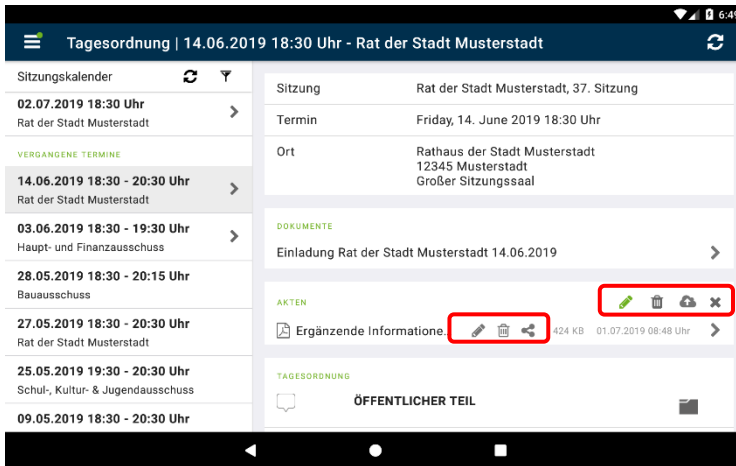 6:49
Tagesordnung | 14.06.2019 18:30 Uhr - Rat der Stadt Musterstadt
Sitzungskalender
02.07.2019 18:30 Uhr
Rat der Stadt Musterstadt
VERGANGENE TERMINE
14.06.2019 18:30 - 20:30 Uhr
Rat der Stadt Musterstadt
03.06.2019 18:30 - 19:30 Uhr
Haupt- und Finanzausschuss
28.05.2019 18:30 - 20:15 Uhr
Bauausschuss
27.05.2019 18:30 - 20:30 Uhr
Rat der Stadt Musterstadt
25.05.2019 19:30 - 20:30 Uhr
Schul-, Kultur- & Jugendausschuss
09.05.2019 18:30 - 20:30 Uhr
Sitzung Rat der Stadt Musterstadt, 37. Sitzung
Termin Friday, 14. June 2019 18:30 Uhr
Ort Rathaus der Stadt Musterstadt
12345 Musterstadt
Großer Sitzungssaal
DOKUMENTE
Einladung Rat der Stadt Musterstadt 14.06.2019
AKTEN
Ergänzende Informatione.. 424 KB 01.07.2019 08:48 Uhr
TAGESORDNUNG
ÖFFENTLICHER TEIL